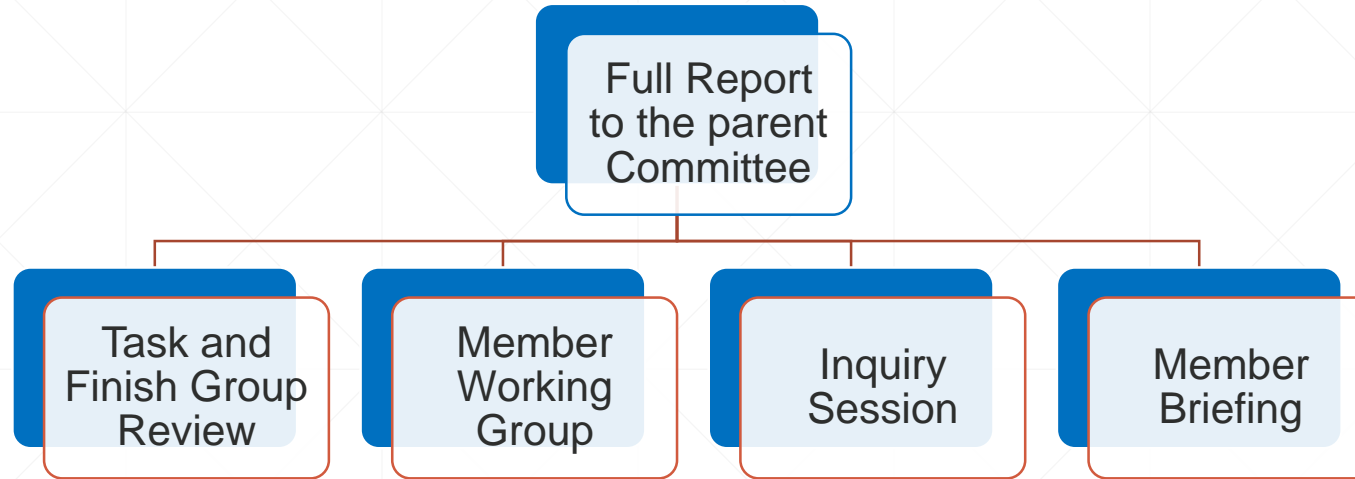 Full Report
to the parent
Committee
Task and
Finish Group
Review
Member
Working
Group
Inquiry
Session
Member
Briefing